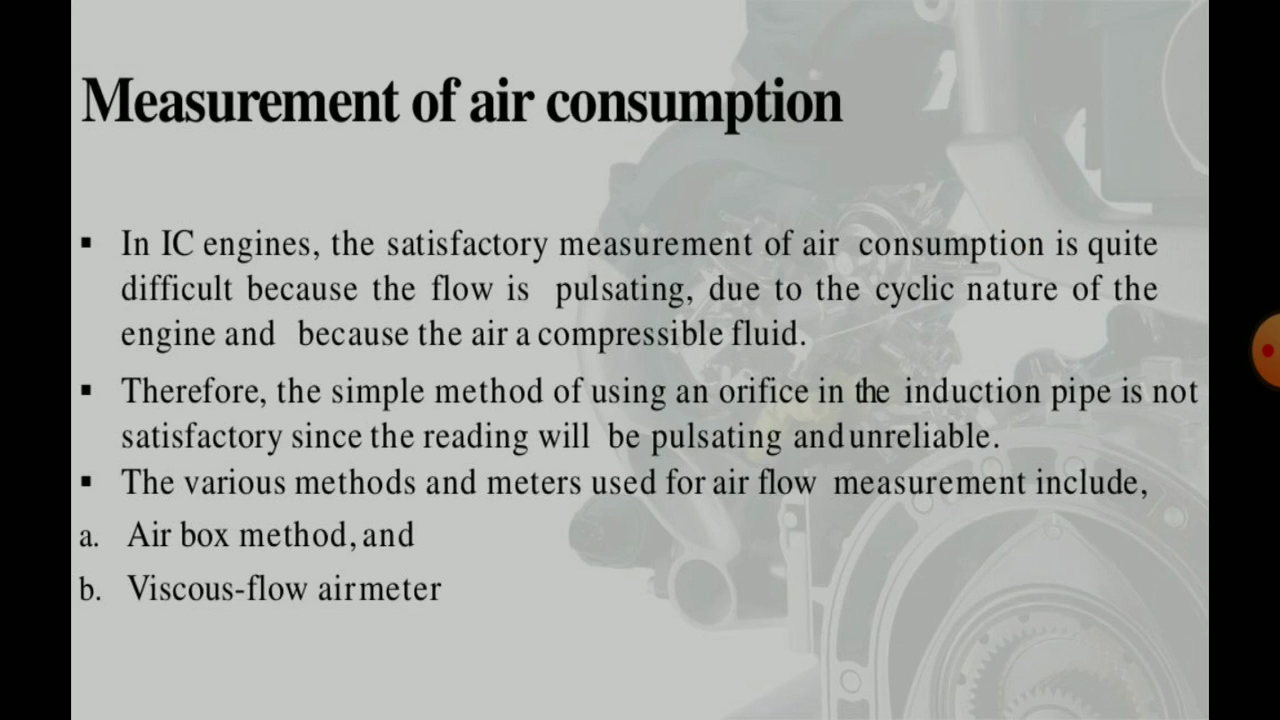 Measurement of air consumption
▪ In IC engines, the satisfactory measurement of air consumption is quite
difficult because the flow is pulsating, due to the cyclic nature of the
engine and because the air a compressible fluid.
▪ Therefore, the simple method of using an orifice in the induction pipe is not
satisfactory since the reading will be pulsating and unreliable.
▪ The various methods and meters used for air flow measurement include,
a. Air box method, and
b. Viscous-flow air meter